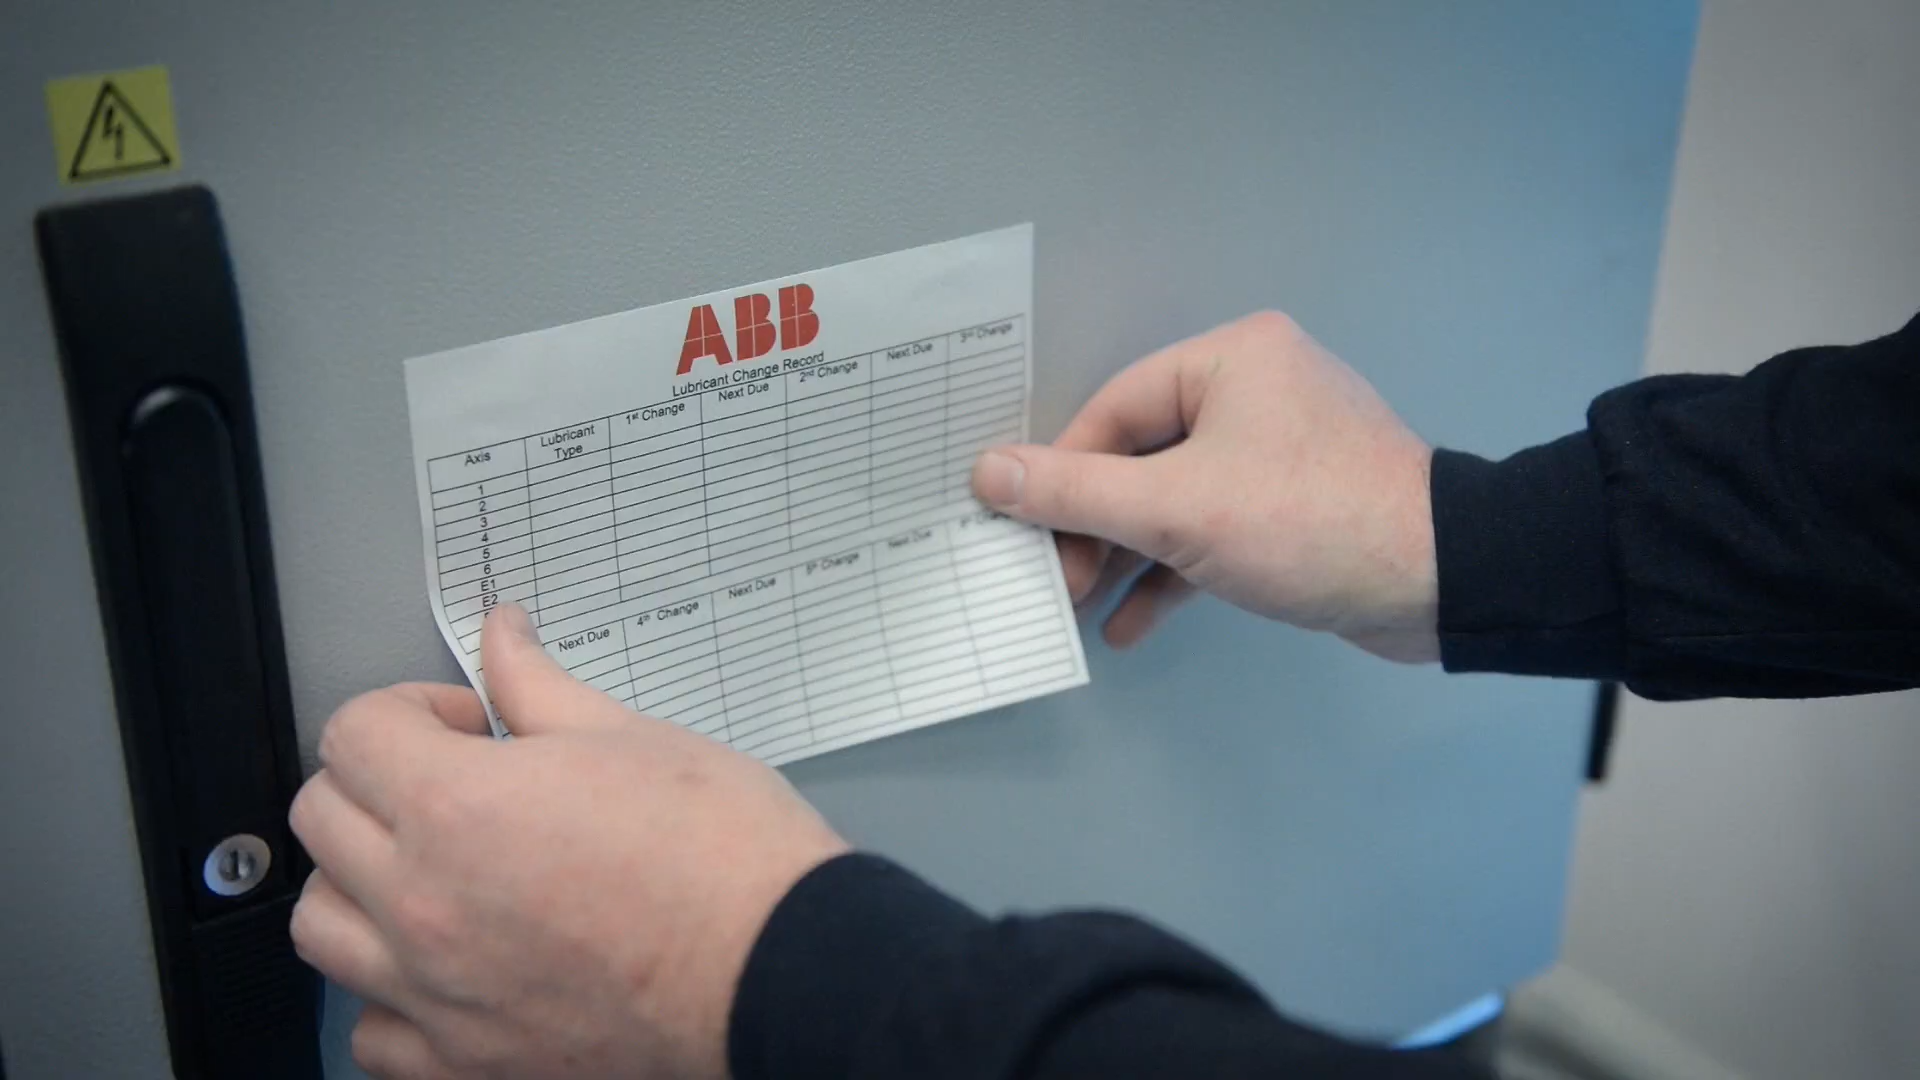 ABB
Lubricant Change Record
Axis Lubricant Type 1st Change Next Due 2nd Change Next Due 3rd Change
1
2
3
4
5
6
E1
E2
Next Due 4th Change Next Due 5th Change Next Due